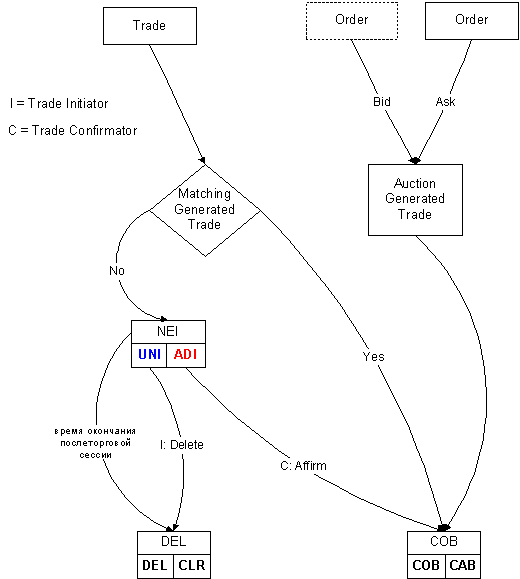 Trade
Order
Order
I = Trade Initiator
C = Trade Confirmator
Bid
Ask
Matching
Generated
Trade
Auction
Generated
Trade
No
NEI
UNI ADI
Yes
время окончания
послеторговой
сессии
I: Delete
C: Affirm
DEL
DEL CLR
COB
COB CAB